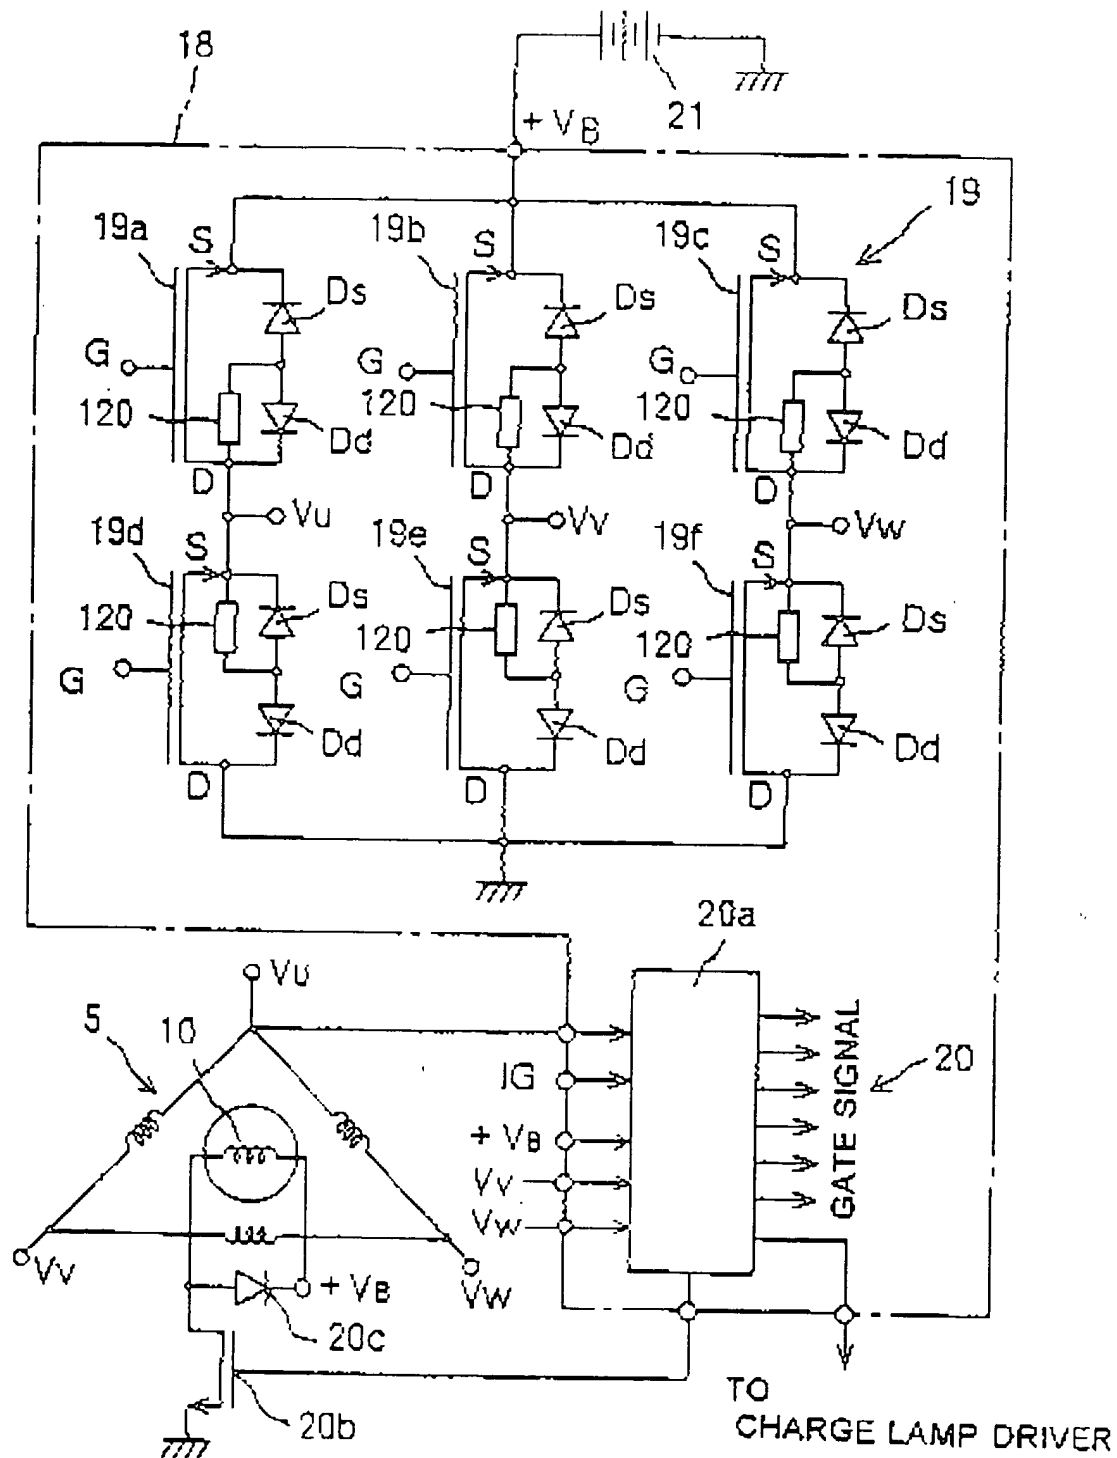 18
21
+ VB
19
19a
S
Ds
G
120
Dd
D
19b
S
Ds
G
120
Dd
D
19c
S
Ds
G
120
Dd
D
Vu
Vv
Vw
19d
S
Ds
120
G
Dd
D
19e
S
Ds
120
G
Dd
D
19f
S
Ds
120
G
Dd
D
20a
Vu
5
10
IG
+ VB
Vv
Vw
GATE SIGNAL
20
Vv
+ VB
Vw
20c
20b
TO
CHARGE LAMP DRIVER